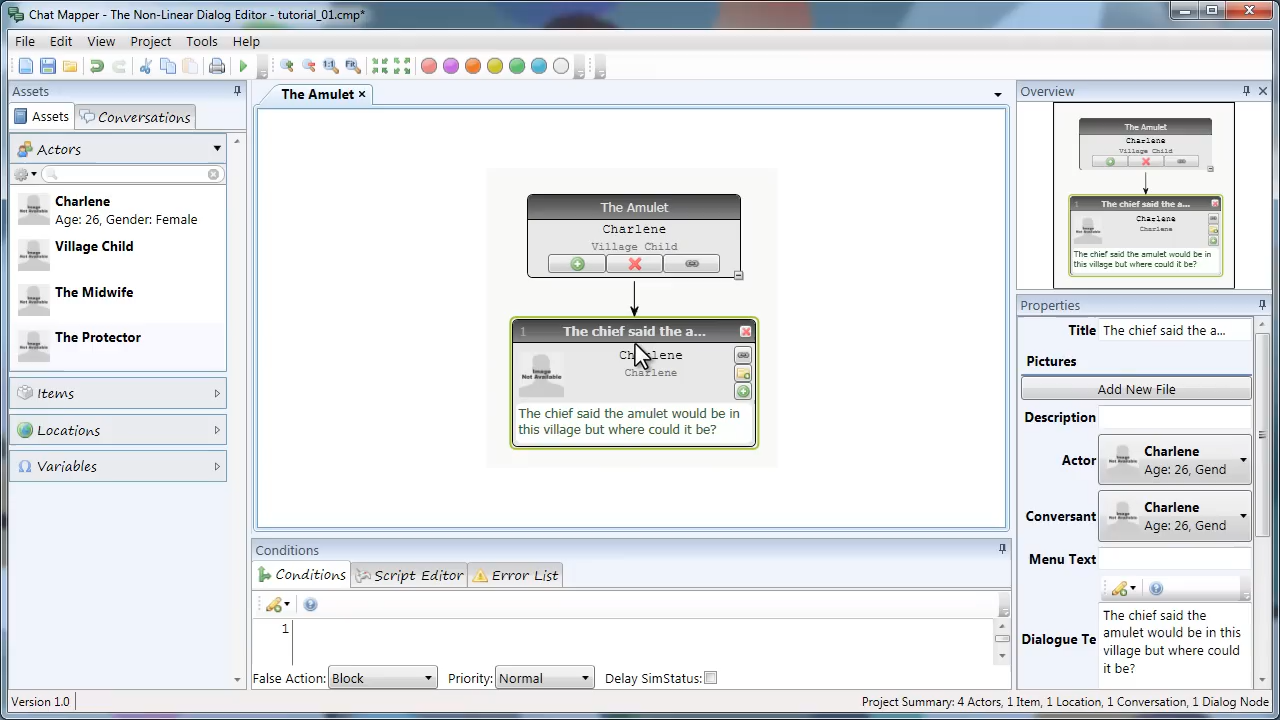 Chat Mapper - The Non-Linear Dialog Editor - tutorial_01.cmp*
File Edit View Project Tools Help
1:1 Fit
Assets
Assets Conversations
Actors
Charlene
Age: 26, Gender: Female
Village Child
The Midwife
The Protector
Items
Locations
Variables
The Amulet ×
The Amulet
Charlene
Village Child
1 The chief said the a...
Image
Not Available
Charlene
Charlene
The chief said the amulet would be in
this village but where could it be?
Conditions
Conditions Script Editor Error List
1
False Action: Block Priority: Normal Delay SimStatus:
Overview
The Amulet
Charlene
Village Child
1 The chief said the a...
Charlene
Charlene
The chief said the amulet would be in
this village but where could it be?
Properties
Title The chief said the a...
Pictures
Add New File
Description
Actor Charlene
Age: 26, Gend
Conversant Charlene
Age: 26, Gend
Menu Text
Dialogue Te
The chief said the
amulet would be in this
village but where could
it be?
Version 1.0
Project Summary: 4 Actors, 1 Item, 1 Location, 1 Conversation, 1 Dialog Node